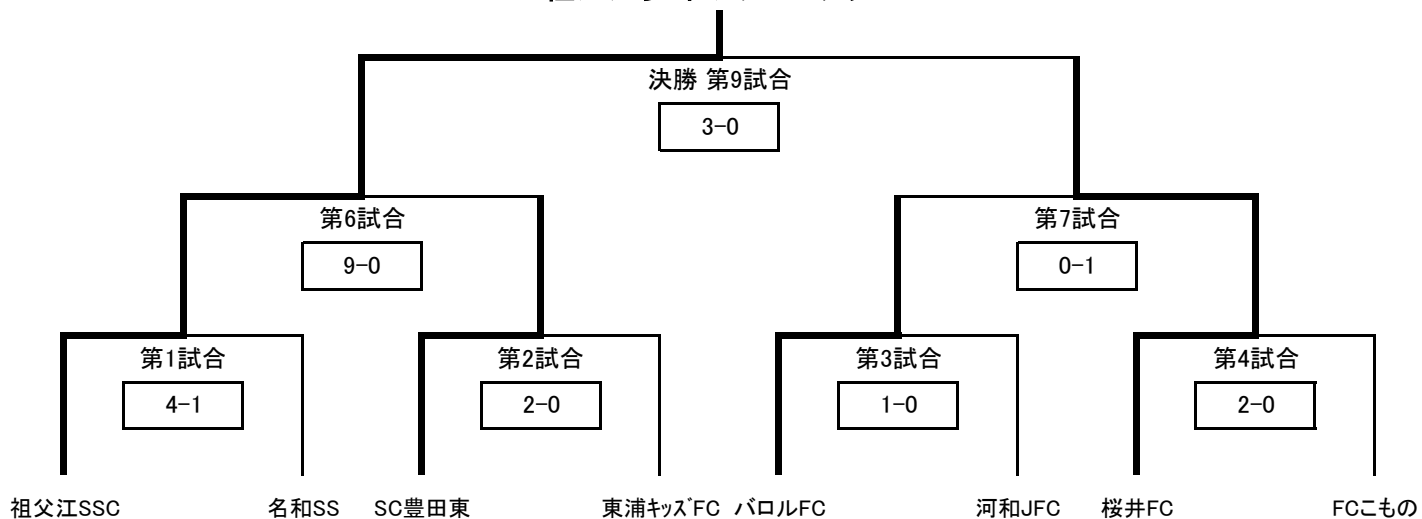 決勝 第9試合
3-0
第6試合
第7試合
9-0
0-1
第1試合
第2試合
第3試合
第4試合
4-1
2-0
1-0
2-0
祖父江SSC 名和SS SC豊田東 東浦ｷｯｽﾞFC バロルFC 河和JFC 桜井FC FCこもの